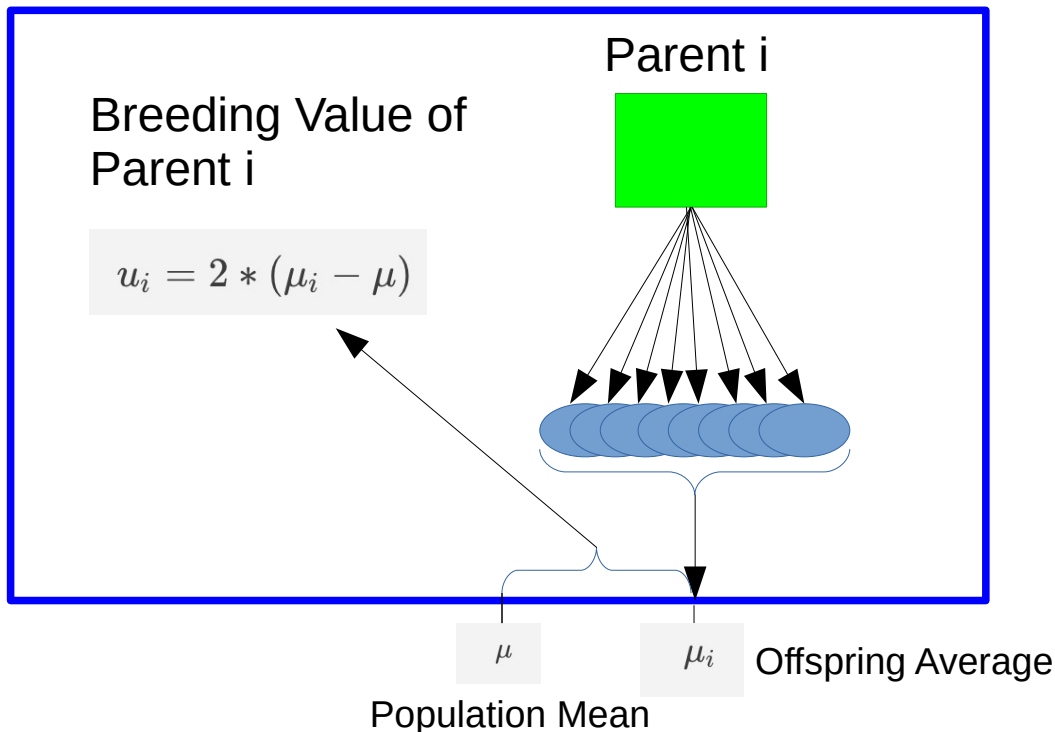 Parent i
Breeding Value of
Parent i
u_i = 2 * (μ_i − μ)
μ
μ_i
Offspring Average
Population Mean